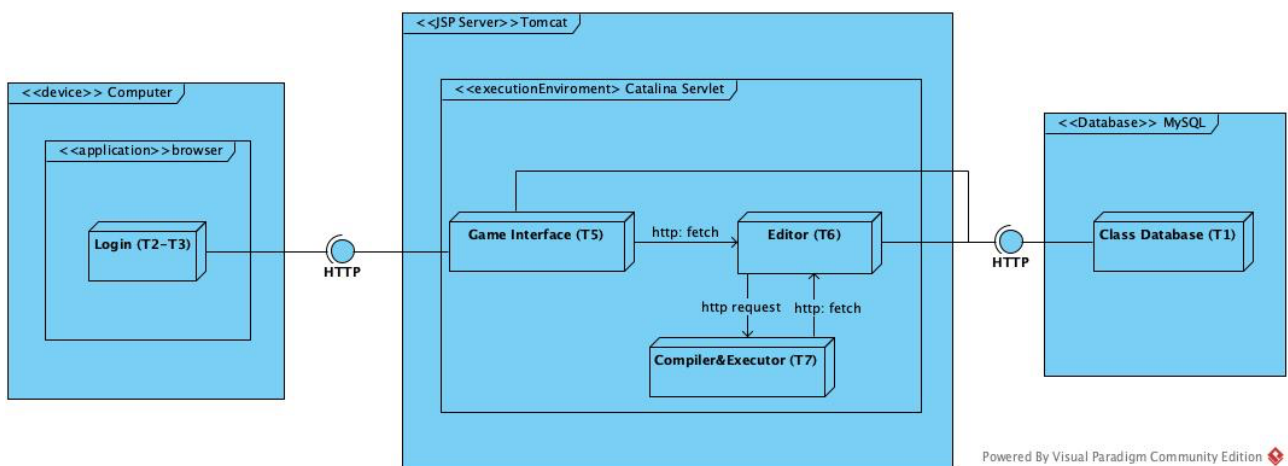 <<JSP Server>>Tomcat
<<device>> Computer
<<executionEnviroment> Catalina Servlet
<<Database>> MySQL
<<application>>browser
Login (T2-T3)
HTTP
Game Interface (T5)
http: fetch
Editor (T6)
HTTP
Class Database (T1)
http request
http: fetch
Compiler&Executor (T7)
Powered By Visual Paradigm Community Edition